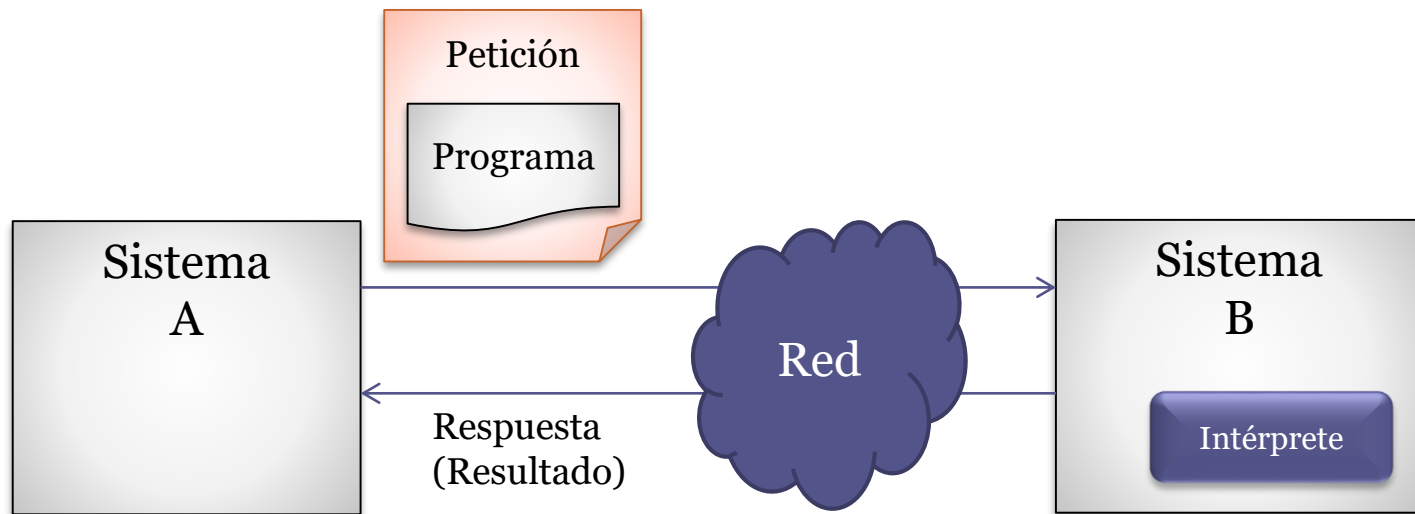 Petición
Programa
Sistema
A
Red
Sistema
B
Intérprete
Respuesta
(Resultado)